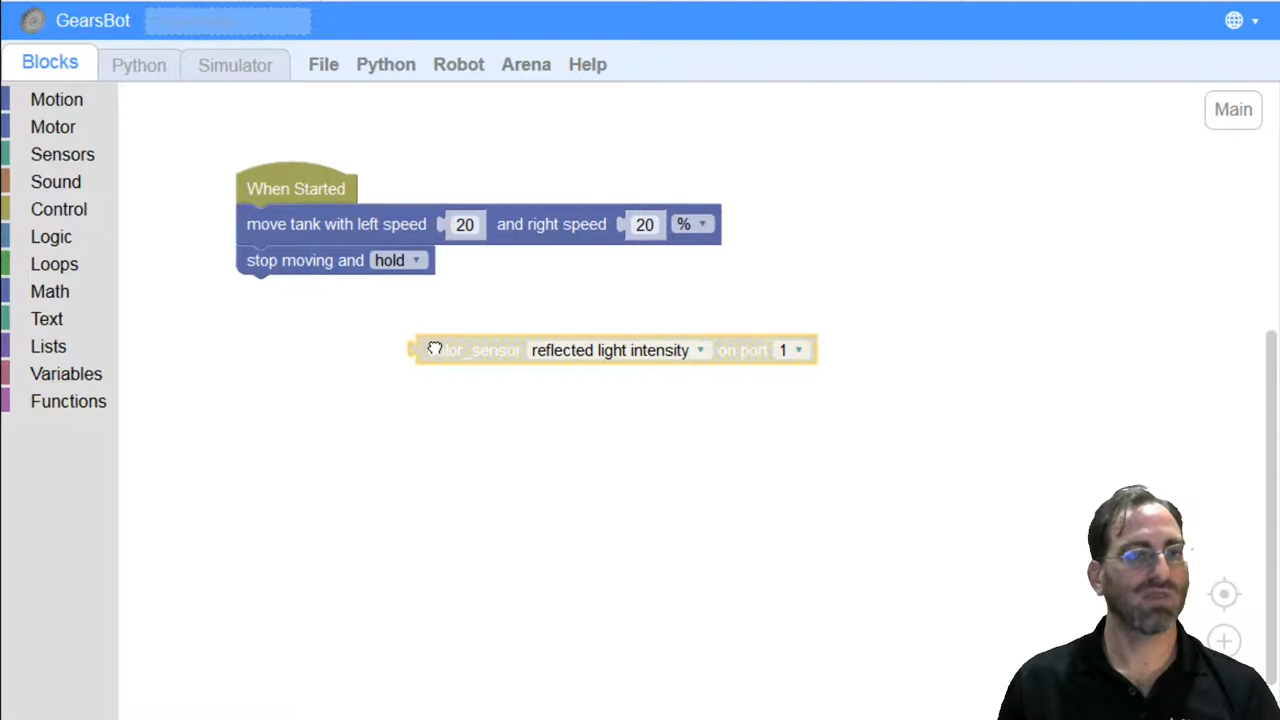 GearsBot
Blocks Python Simulator File Python Robot Arena Help
Main
Motion
Motor
Sensors
Sound
Control
Logic
Loops
Math
Text
Lists
Variables
Functions
When Started
move tank with left speed 20 and right speed 20 %
stop moving and hold
reflected light intensity on port 1